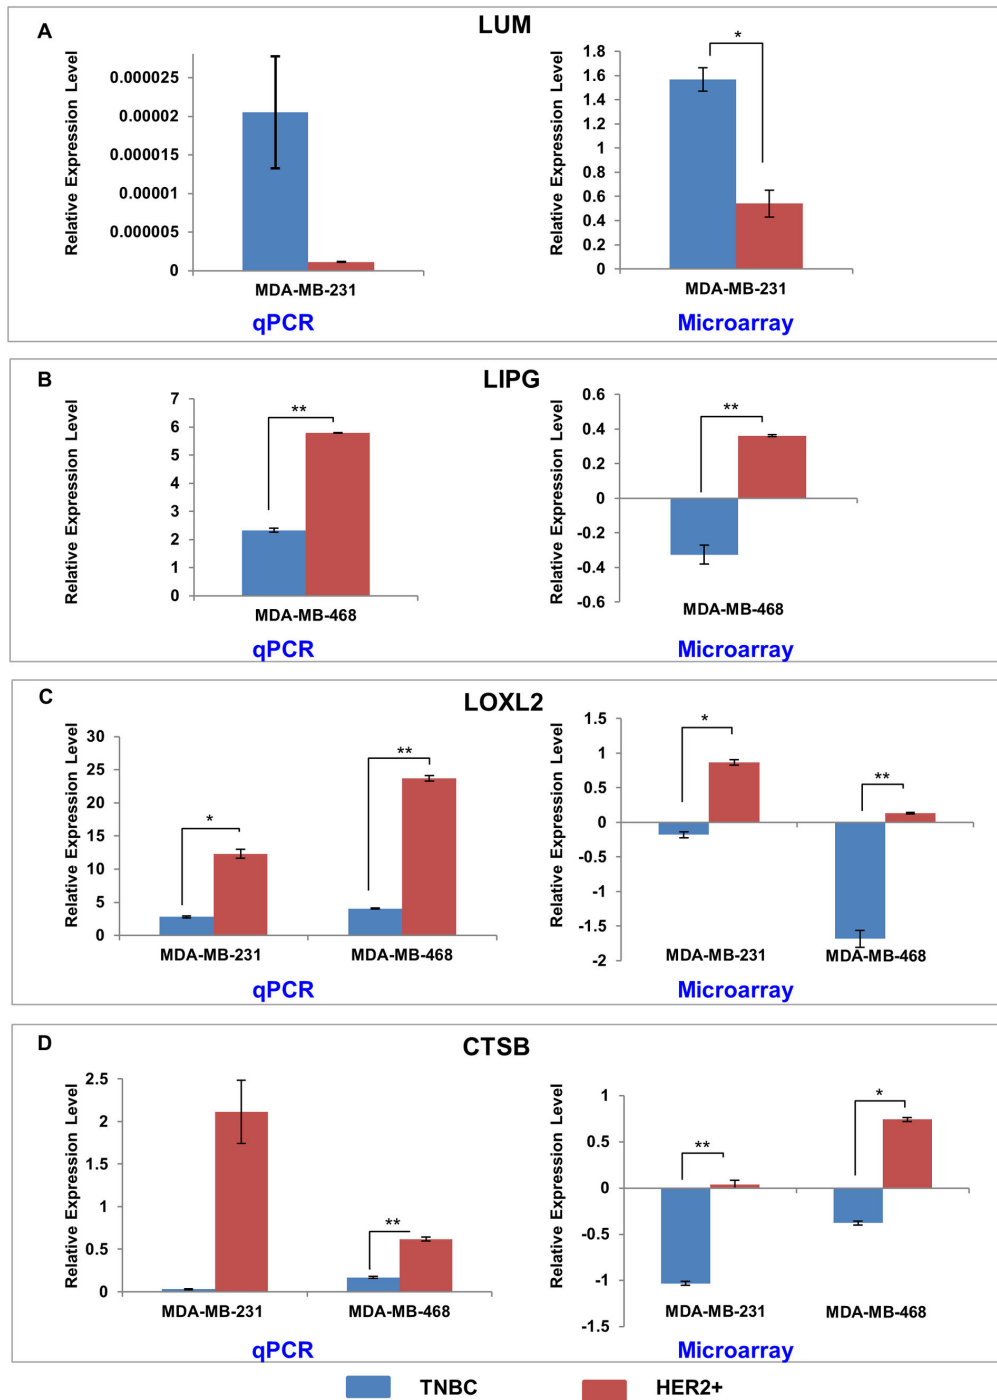 A
LUM
Relative Expression Level
0.000025
0.00002
0.000015
0.00001
0.000005
0
MDA-MB-231
qPCR
Relative Expression Level
1.8
1.6
1.4
1.2
1.0
0.8
0.6
0.4
0.2
0
*
MDA-MB-231
Microarray
B
LIPG
Relative Expression Level
7
6
5
4
3
2
1
0
**
MDA-MB-468
qPCR
Relative Expression Level
0.6
0.4
0.2
0
-0.2
-0.4
-0.6
**
MDA-MB-468
Microarray
C
LOXL2
Relative Expression Level
30
25
20
15
10
5
0
*
**
MDA-MB-231
MDA-MB-468
qPCR
Relative Expression Level
1.5
1
0.5
0
-0.5
-1
-1.5
-2
*
**
MDA-MB-231
MDA-MB-468
Microarray
D
CTSB
Relative Expression Level
2.5
2
1.5
1
0.5
0
**
MDA-MB-231
MDA-MB-468
qPCR
Relative Expression Level
1
0.5
0
-0.5
-1
-1.5
**
*
MDA-MB-231
MDA-MB-468
Microarray
TNBC
HER2+